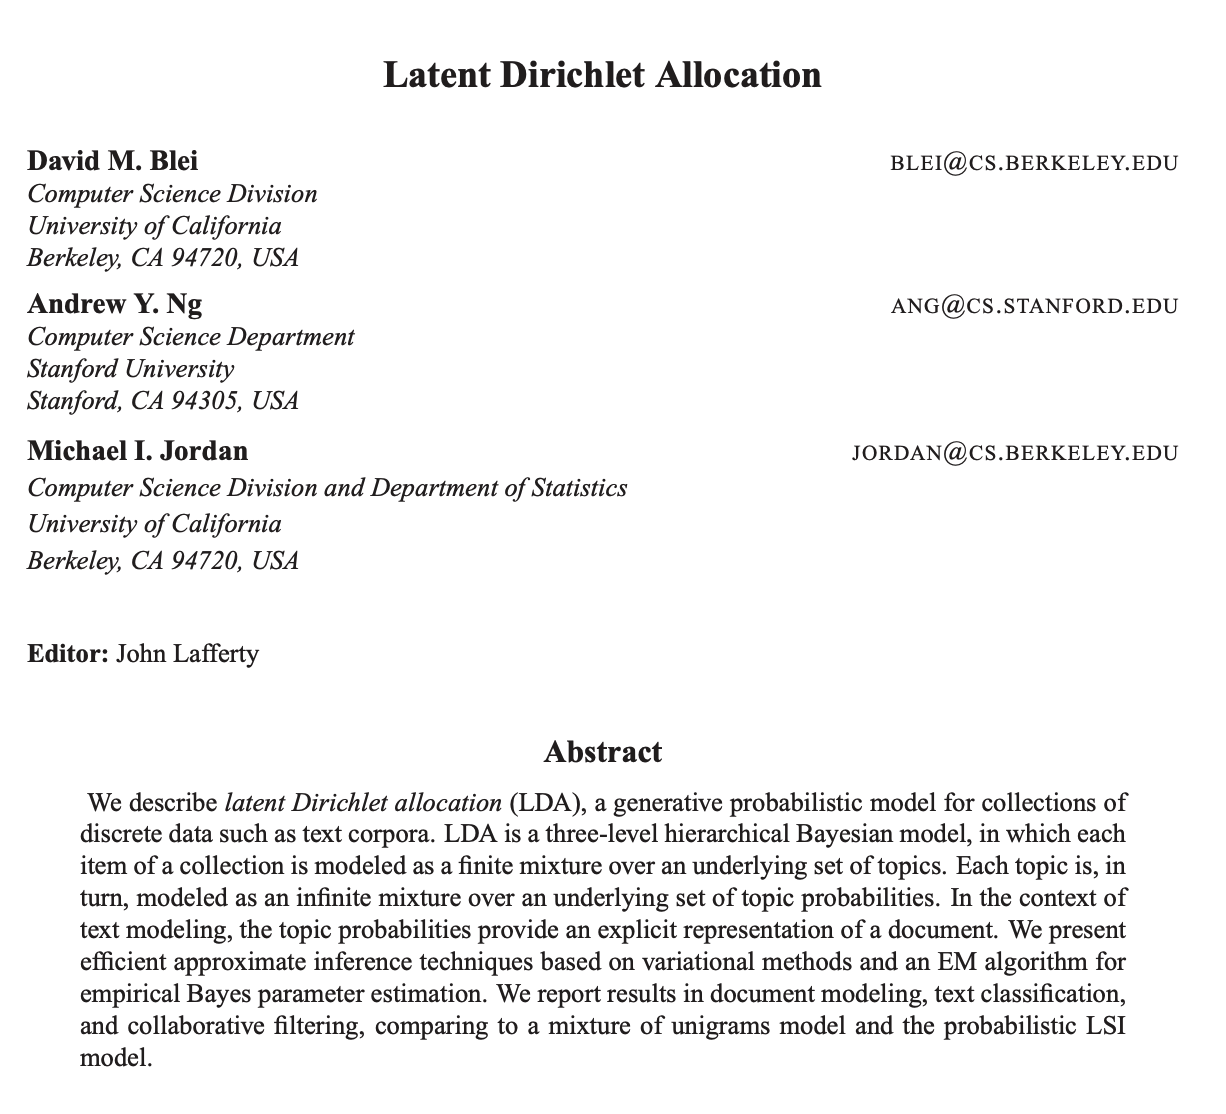 Latent Dirichlet Allocation
David M. Blei BLEI@CS.BERKELEY.EDU
Computer Science Division
University of California
Berkeley, CA 94720, USA
Andrew Y. Ng ANG@CS.STANFORD.EDU
Computer Science Department
Stanford University
Stanford, CA 94305, USA
Michael I. Jordan JORDAN@CS.BERKELEY.EDU
Computer Science Division and Department of Statistics
University of California
Berkeley, CA 94720, USA
Editor: John Lafferty
Abstract
We describe latent Dirichlet allocation (LDA), a generative probabilistic model for collections of
discrete data such as text corpora. LDA is a three-level hierarchical Bayesian model, in which each
item of a collection is modeled as a finite mixture over an underlying set of topics. Each topic is, in
turn, modeled as an infinite mixture over an underlying set of topic probabilities. In the context of
text modeling, the topic probabilities provide an explicit representation of a document. We present
efficient approximate inference techniques based on variational methods and an EM algorithm for
empirical Bayes parameter estimation. We report results in document modeling, text classification,
and collaborative filtering, comparing to a mixture of unigrams model and the probabilistic LSI
model.